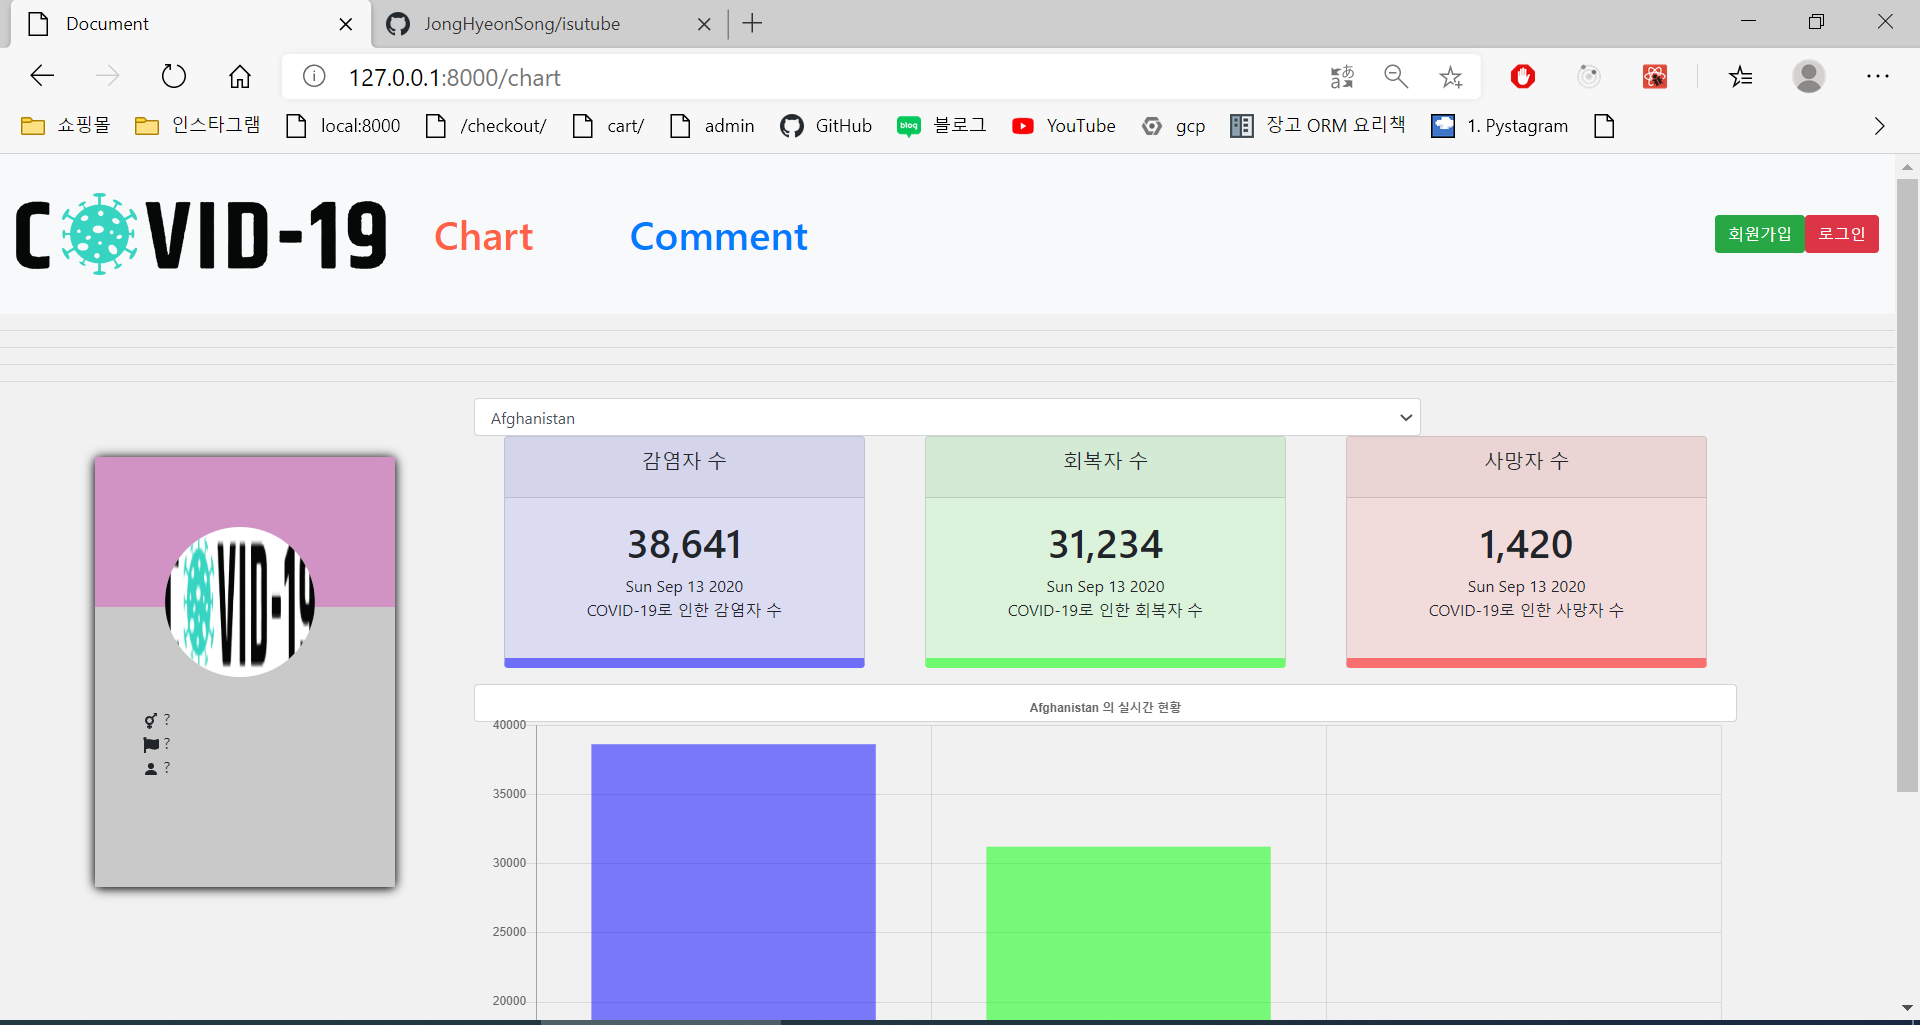 Document
JongHyeonSong/isutube
127.0.0.1:8000/chart
쇼핑몰
인스타그램
local:8000
/checkout/
cart/
admin
GitHub
blog
블로그
YouTube
gcp
장고 ORM 요리책
1. Pystagram
COVID-19
Chart
Comment
회원가입
로그인
Afghanistan
감염자 수
38,641
Sun Sep 13 2020
COVID-19로 인한 감염자 수
회복자 수
31,234
Sun Sep 13 2020
COVID-19로 인한 회복자 수
사망자 수
1,420
Sun Sep 13 2020
COVID-19로 인한 사망자 수
VID-19
?
?
?
Afghanistan 의 실시간 현황
40000
35000
30000
25000
20000